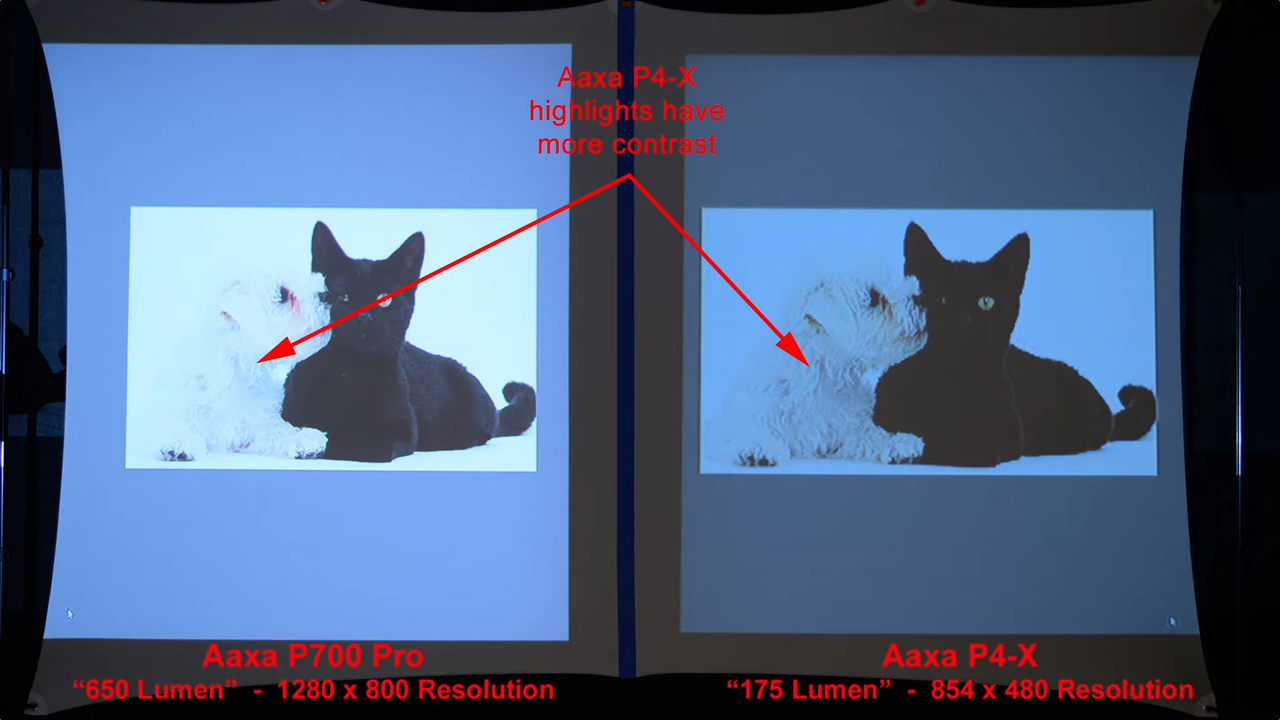 Aaxa P4-X
highlights have
more contrast
Aaxa P700 Pro
“650 Lumen” - 1280 x 800 Resolution
Aaxa P4-X
“175 Lumen” - 854 x 480 Resolution